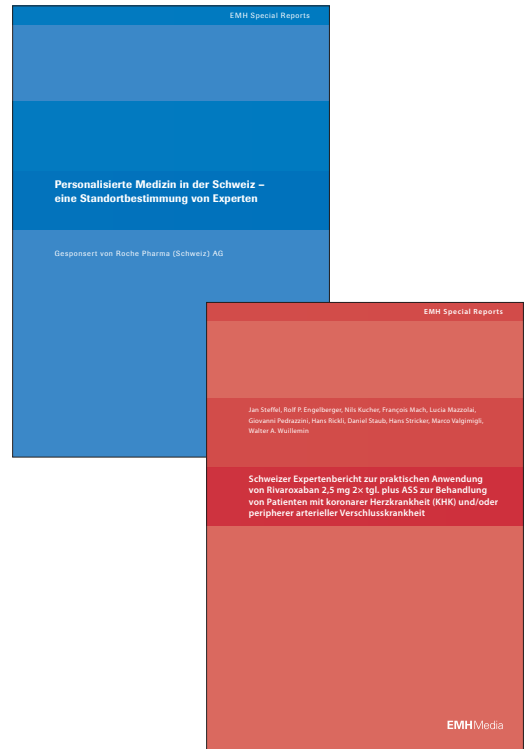 EMH Special Reports
Personalisierte Medizin in der Schweiz –
eine Standortbestimmung von Experten
Gesponsert von Roche Pharma (Schweiz) AG
EMH Special Reports
Jan Steffel, Rolf P. Engelberger, Nils Kucher, François Mach, Lucia Mazzolai,
Giovanni Pedrazzini, Hans Rickli, Daniel Staub, Hans Stricker, Marco Valgimigli,
Walter A. Wuillemin
Schweizer Expertenbericht zur praktischen Anwendung
von Rivaroxaban 2,5 mg 2× tgl. plus ASS zur Behandlung
von Patienten mit koronarer Herzkrankheit (KHK) und/oder
peripherer arterieller Verschlusskrankheit
EMHMedia